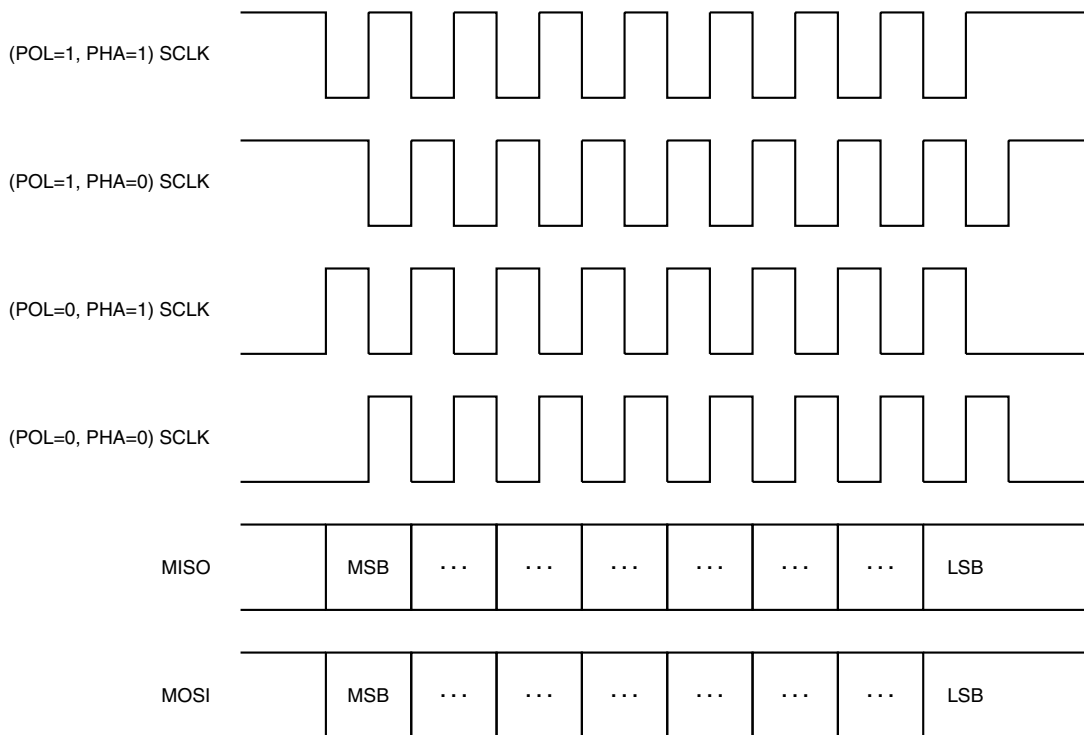 (POL=1, PHA=1) SCLK
(POL=1, PHA=0) SCLK
(POL=0, PHA=1) SCLK
(POL=0, PHA=0) SCLK
MISO MSB ... ... ... ... ... ... LSB
MOSI MSB ... ... ... ... ... ... LSB